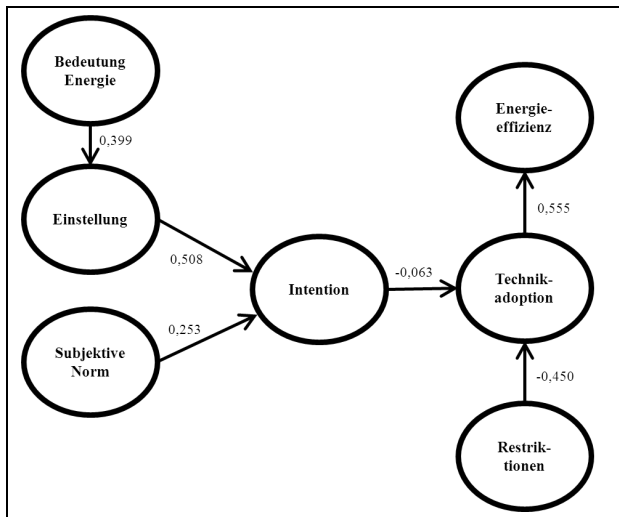 Bedeutung
Energie
0,399
Einstellung
0,508
Subjektive
Norm
0,253
Intention
-0,063
Energie-
effizienz
0,555
Technik-
adoption
-0,450
Restrik-
tionen